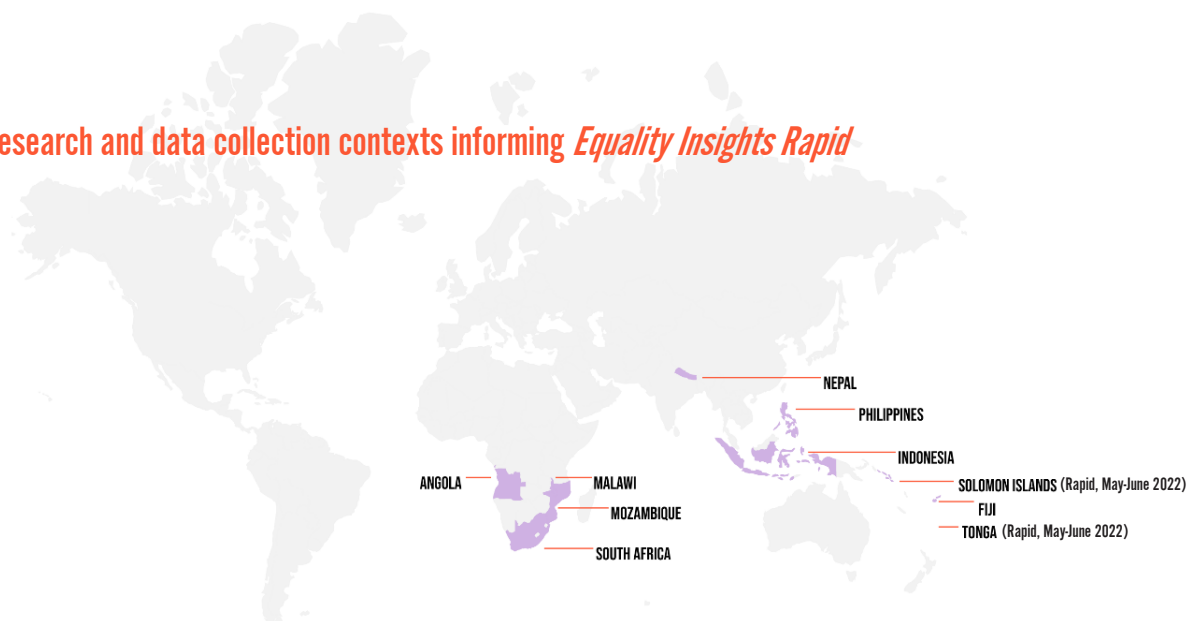 esearch and data collection contexts informing Equality Insights Rapid
NEPAL
PHILIPPINES
INDONESIA
ANGOLA
MALAWI
SOLOMON ISLANDS (Rapid, May-June 2022)
MOZAMBIQUE
FIJI
TONGA (Rapid, May-June 2022)
SOUTH AFRICA